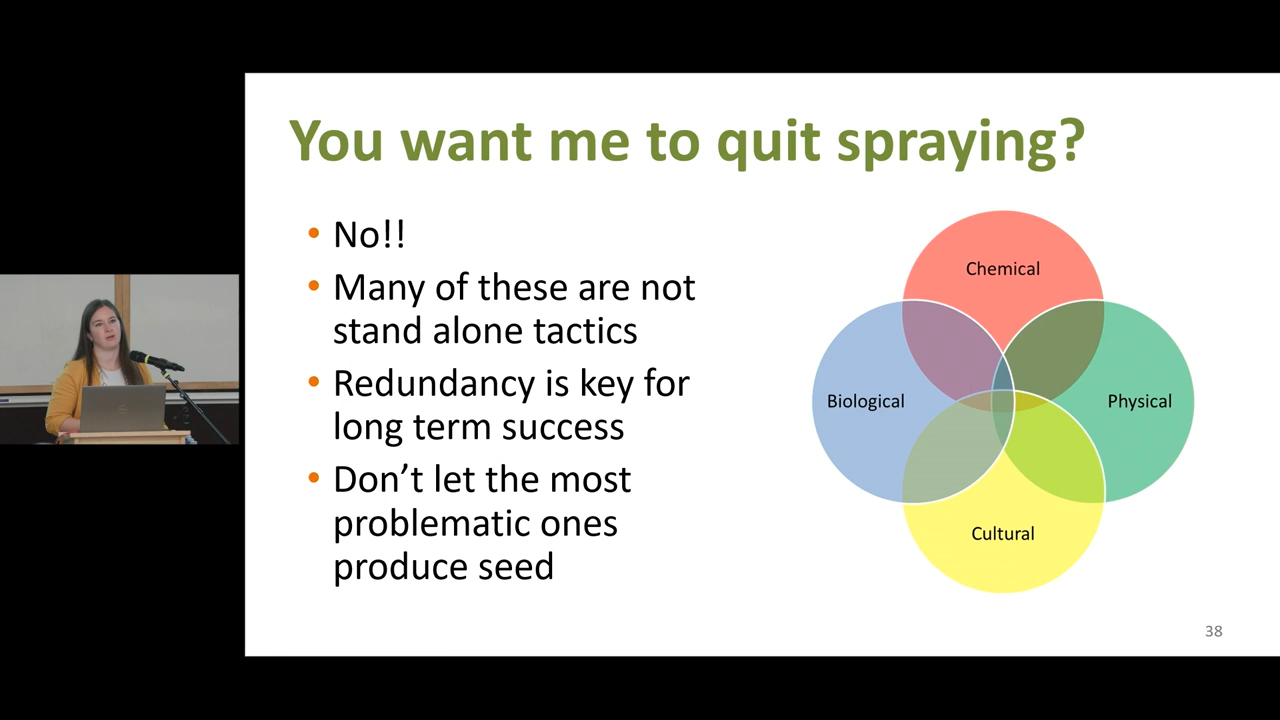 You want me to quit spraying?
• No!!
• Many of these are not
stand alone tactics
• Redundancy is key for
long term success
• Don’t let the most
problematic ones
produce seed
Chemical
Biological
Physical
Cultural
38